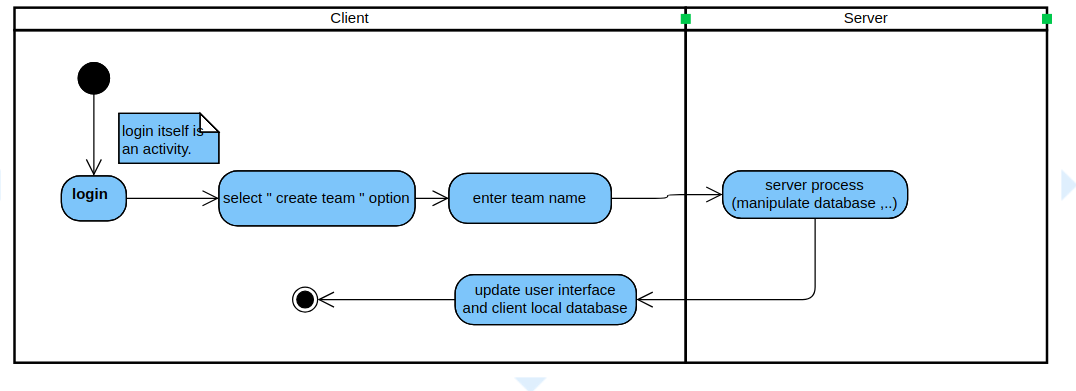 Client
Server
login itself is
an activity.
login
select " create team " option
enter team name
server process
(manipulate database ,..)
update user interface
and client local database